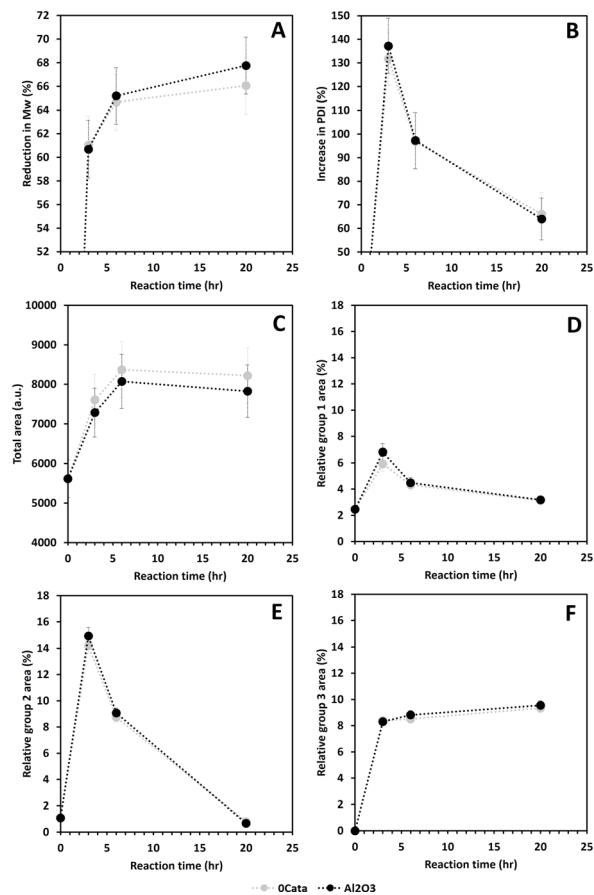 A
Reduction in Mw (%)
72
70
68
66
64
62
60
58
56
54
52
0 5 10 15 20 25
Reaction time (hr)
B
Increase in PDI (%)
150
140
130
120
110
100
90
80
70
60
50
0 5 10 15 20 25
Reaction time (hr)
C
Total area (a.u.)
10000
9000
8000
7000
6000
5000
4000
0 5 10 15 20 25
Reaction time (hr)
D
Relative group 1 area (%)
18
16
14
12
10
8
6
4
2
0
0 5 10 15 20 25
Reaction time (hr)
E
Relative group 2 area (%)
18
16
14
12
10
8
6
4
2
0
0 5 10 15 20 25
Reaction time (hr)
F
Relative group 3 area (%)
18
16
14
12
10
8
6
4
2
0
0 5 10 15 20 25
Reaction time (hr)
0Cata Al2O3